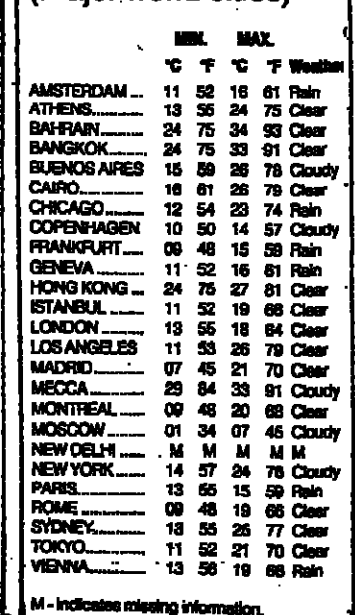 MIN. MAX.
°C °F °C °F Weather
AMSTERDAM ... 11 52 16 61 Rain
ATHENS 13 55 24 75 Clear
BAHRAIN 24 75 34 93 Clear
BANGKOK 24 75 33 91 Clear
BUENOS AIRES 15 59 26 78 Cloudy
CAIRO 16 61 26 79 Clear
CHICAGO 12 54 23 74 Rain
COPENHAGEN 10 50 14 57 Cloudy
FRANKFURT 09 48 15 59 Rain
GENEVA 11 52 16 61 Rain
HONG KONG 24 75 27 81 Clear
ISTANBUL 11 52 19 66 Clear
LONDON 13 55 18 64 Clear
LOS ANGELES 11 53 26 79 Clear
MADRID 07 45 21 70 Clear
MECCA 29 84 33 91 Cloudy
MONTREAL 09 48 20 68 Clear
MOSCOW 01 34 07 45 Cloudy
NEW DELHI M M M M M
NEW YORK 14 57 24 76 Cloudy
PARIS 13 55 15 59 Rain
ROME 09 48 19 66 Clear
SYDNEY 13 55 25 77 Clear
TOKYO 11 52 21 70 Clear
VIENNA 13 56 19 66 Rain
M - Indicates missing information.